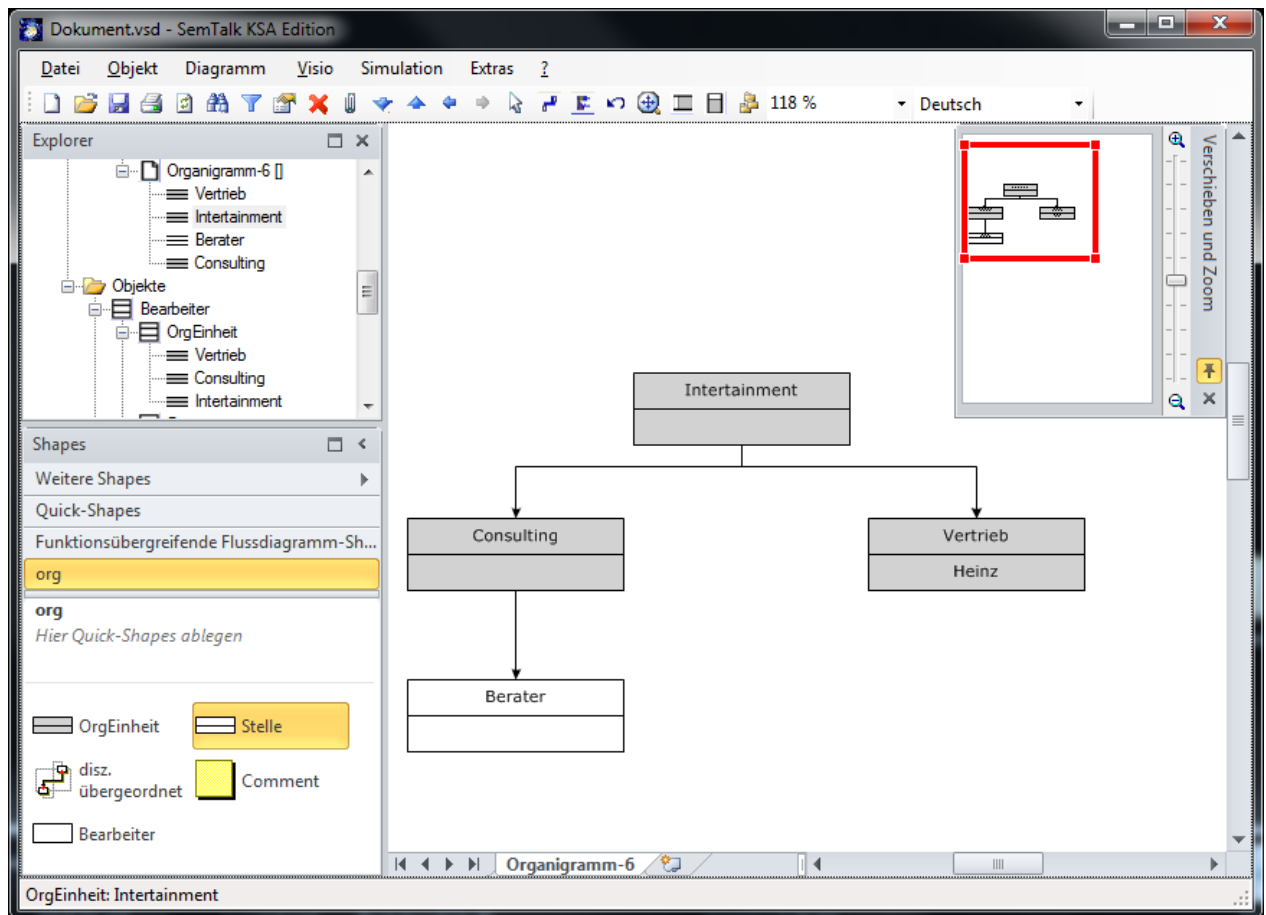 Dokument.vsd - SemTalk KSA Edition
Datei Objekt Diagramm Visio Simulation Extras ?
118 % Deutsch
Explorer
Organigramm-6 []
Vertrieb
Intertainment
Berater
Consulting
Objekte
Bearbeiter
OrgEinheit
Vertrieb
Consulting
Intertainment
Shapes
Weitere Shapes
Quick-Shapes
Funktionsübergreifende Flussdiagramm-Sh...
org
org
Hier Quick-Shapes ablegen
OrgEinheit
Stelle
disz.
übergeordnet
Comment
Bearbeiter
Verschieben und Zoom
Intertainment
Consulting
Vertrieb
Heinz
Berater
Organigramm-6
OrgEinheit: Intertainment